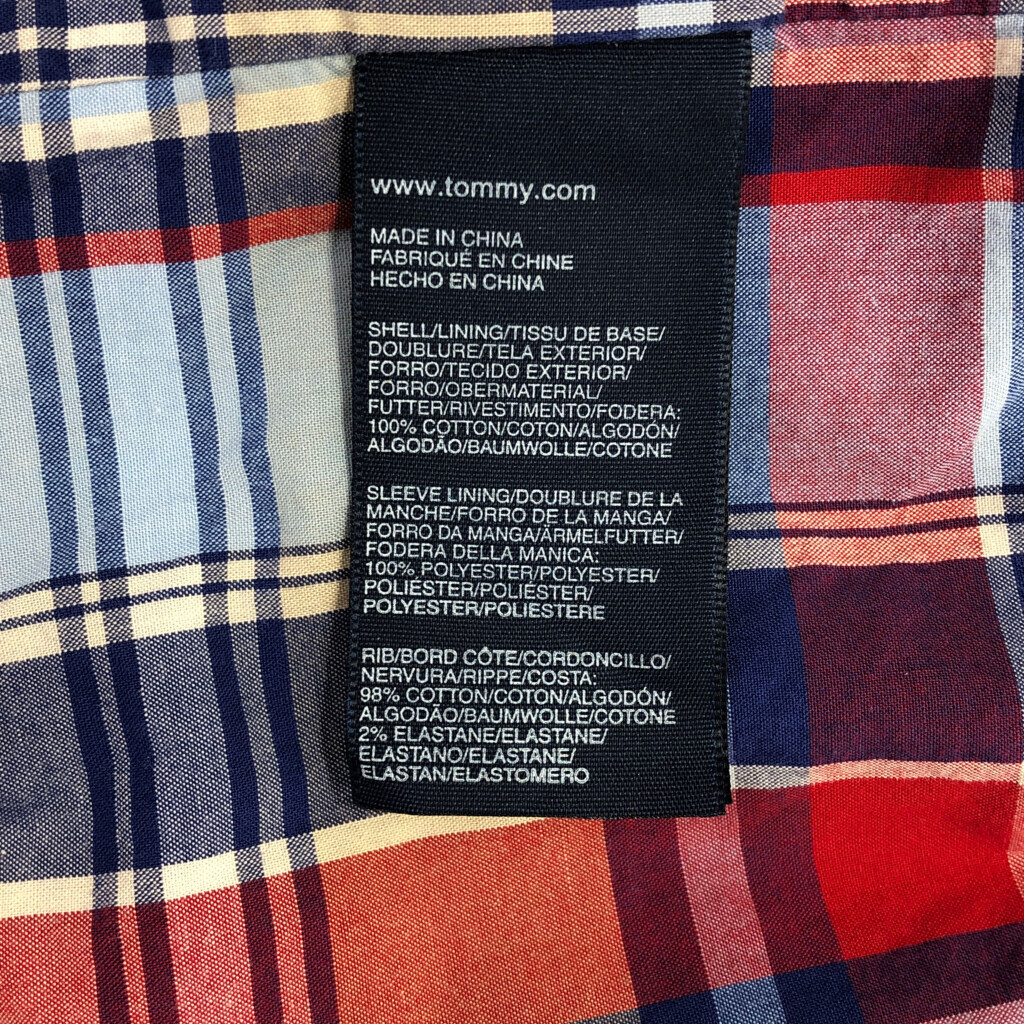 www.tommy.com
MADE IN CHINA
FABRIQUÉ EN CHINE
HECHO EN CHINA
SHELL/LINING/TISSU DE BASE/
DOUBLURE/TELA EXTERIOR/
FORRO/TECIDO EXTERIOR/
FORRO/OBERMATERIAL/
FUTTER/RIVESTIMENTO/FODERA:
100% COTTON/COTON/ALGODÓN/
ALGODÃO/BAUMWOLLE/COTONE
SLEEVE LINING/DOUBLURE DE LA
MANCHE/FORRO DE LA MANGA/
FORRO DA MANGA/ÄRMELFUTTER/
FODERA DELLA MANICA:
100% POLYESTER/POLYESTER/
POLIÉSTER/POLIÉSTER/
POLYESTER/POLIESTERE
RIB/BORD CÔTE/CORDONCILLO/
NERVURA/RIPPE/COSTA:
98% COTTON/COTON/ALGODÓN/
ALGODÃO/BAUMWOLLE/COTONE
2% ELASTANE/ELASTANE/
ELASTANO/ELASTANE/
ELASTAN/ELASTOMERO